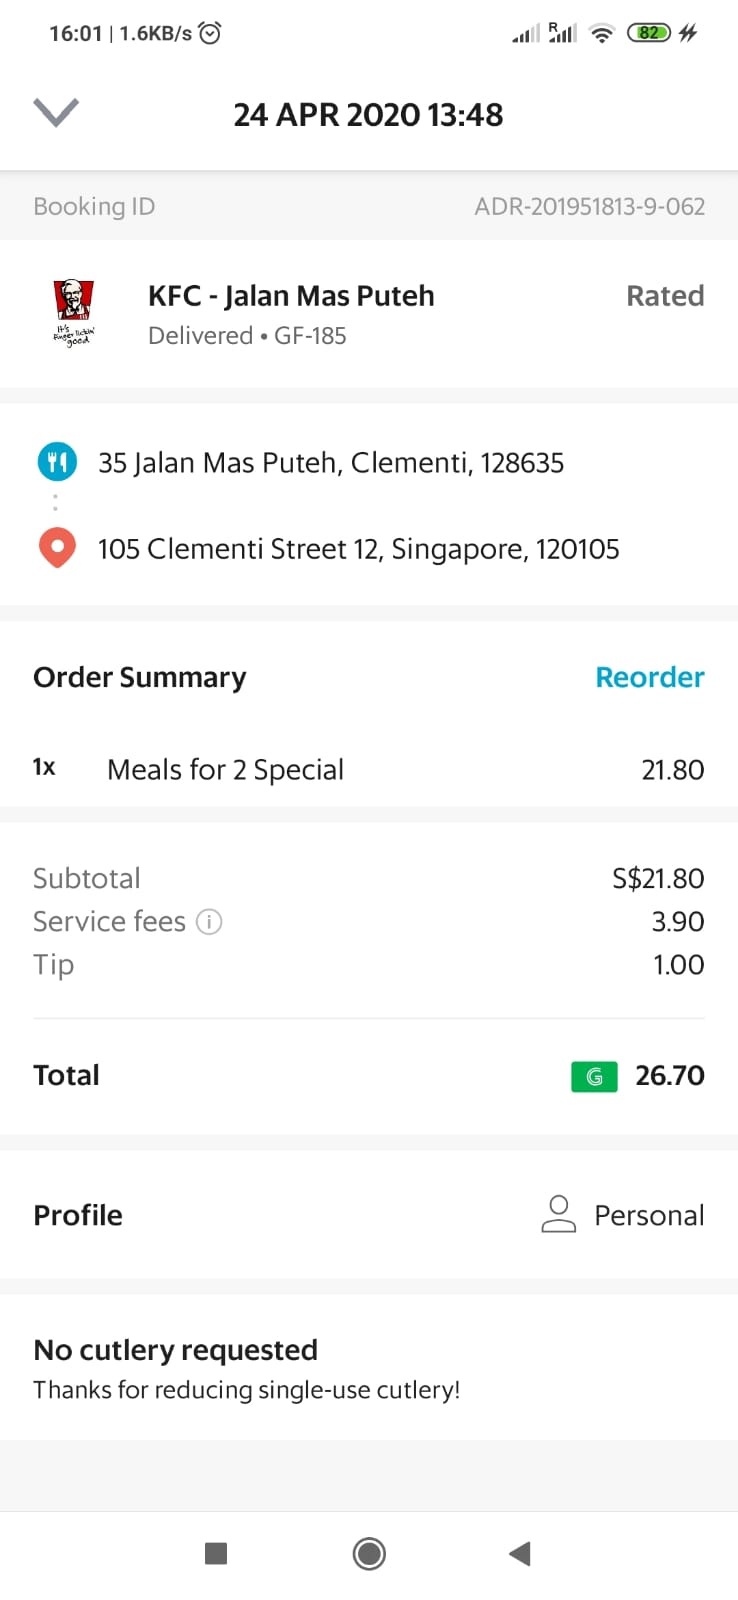 16:01 | 1.6KB/s
R
82
24 APR 2020 13:48
Booking ID ADR-201951813-9-062
KFC - Jalan Mas Puteh Rated
It's
finger lickin'
good
Delivered • GF-185
35 Jalan Mas Puteh, Clementi, 128635
105 Clementi Street 12, Singapore, 120105
Order Summary Reorder
1x Meals for 2 Special 21.80
Subtotal S$21.80
Service fees 3.90
Tip 1.00
Total G 26.70
Profile Personal
No cutlery requested
Thanks for reducing single-use cutlery!